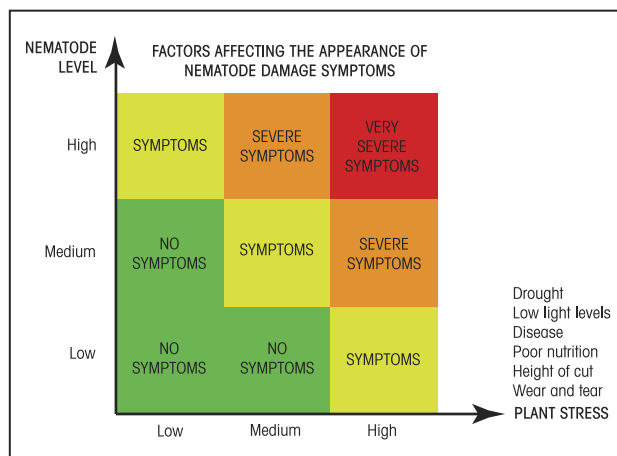 NEMATODE
LEVEL
FACTORS AFFECTING THE APPEARANCE OF
NEMATODE DAMAGE SYMPTOMS
High
SYMPTOMS
SEVERE
SYMPTOMS
VERY
SEVERE
SYMPTOMS
Medium
NO
SYMPTOMS
SYMPTOMS
SEVERE
SYMPTOMS
Low
NO
SYMPTOMS
NO
SYMPTOMS
SYMPTOMS
Drought
Low light levels
Disease
Poor nutrition
Height of cut
Wear and tear
PLANT STRESS
Low
Medium
High